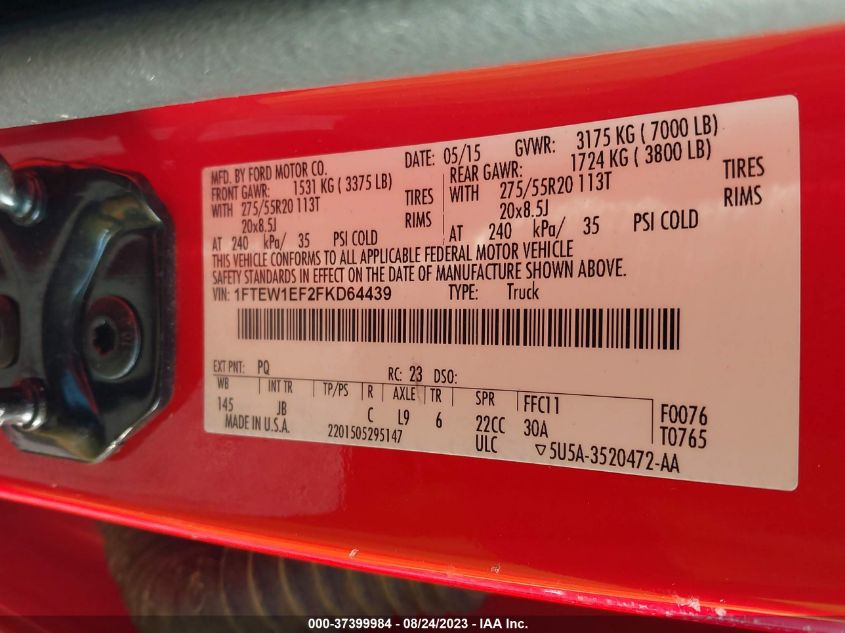 MFD. BY FORD MOTOR CO.
DATE: 05/15 GVWR: 3175 KG ( 7000 LB)
FRONT GAWR: 1531 KG ( 3375 LB)
REAR GAWR: 1724 KG ( 3800 LB)
WITH 275/55R20 113T TIRES
WITH 275/55R20 113T TIRES
20x8.5J RIMS
20x8.5J RIMS
AT 240 kPa/ 35 PSI COLD
AT 240 kPa/ 35 PSI COLD
THIS VEHICLE CONFORMS TO ALL APPLICABLE FEDERAL MOTOR VEHICLE
SAFETY STANDARDS IN EFFECT ON THE DATE OF MANUFACTURE SHOWN ABOVE.
VIN: 1FTEW1EF2FKD64439 TYPE: Truck
EXT PNT: PQ RC: 23 DSO:
WB INT TR TP/PS R AXLE TR SPR FFC11 F0076
145 JB C L9 6 22CC 30A T0765
MADE IN U.S.A. 2201505295147 ULC ▽5U5A-3520472-AA
000-37399984 - 08/24/2023 - IAA Inc.